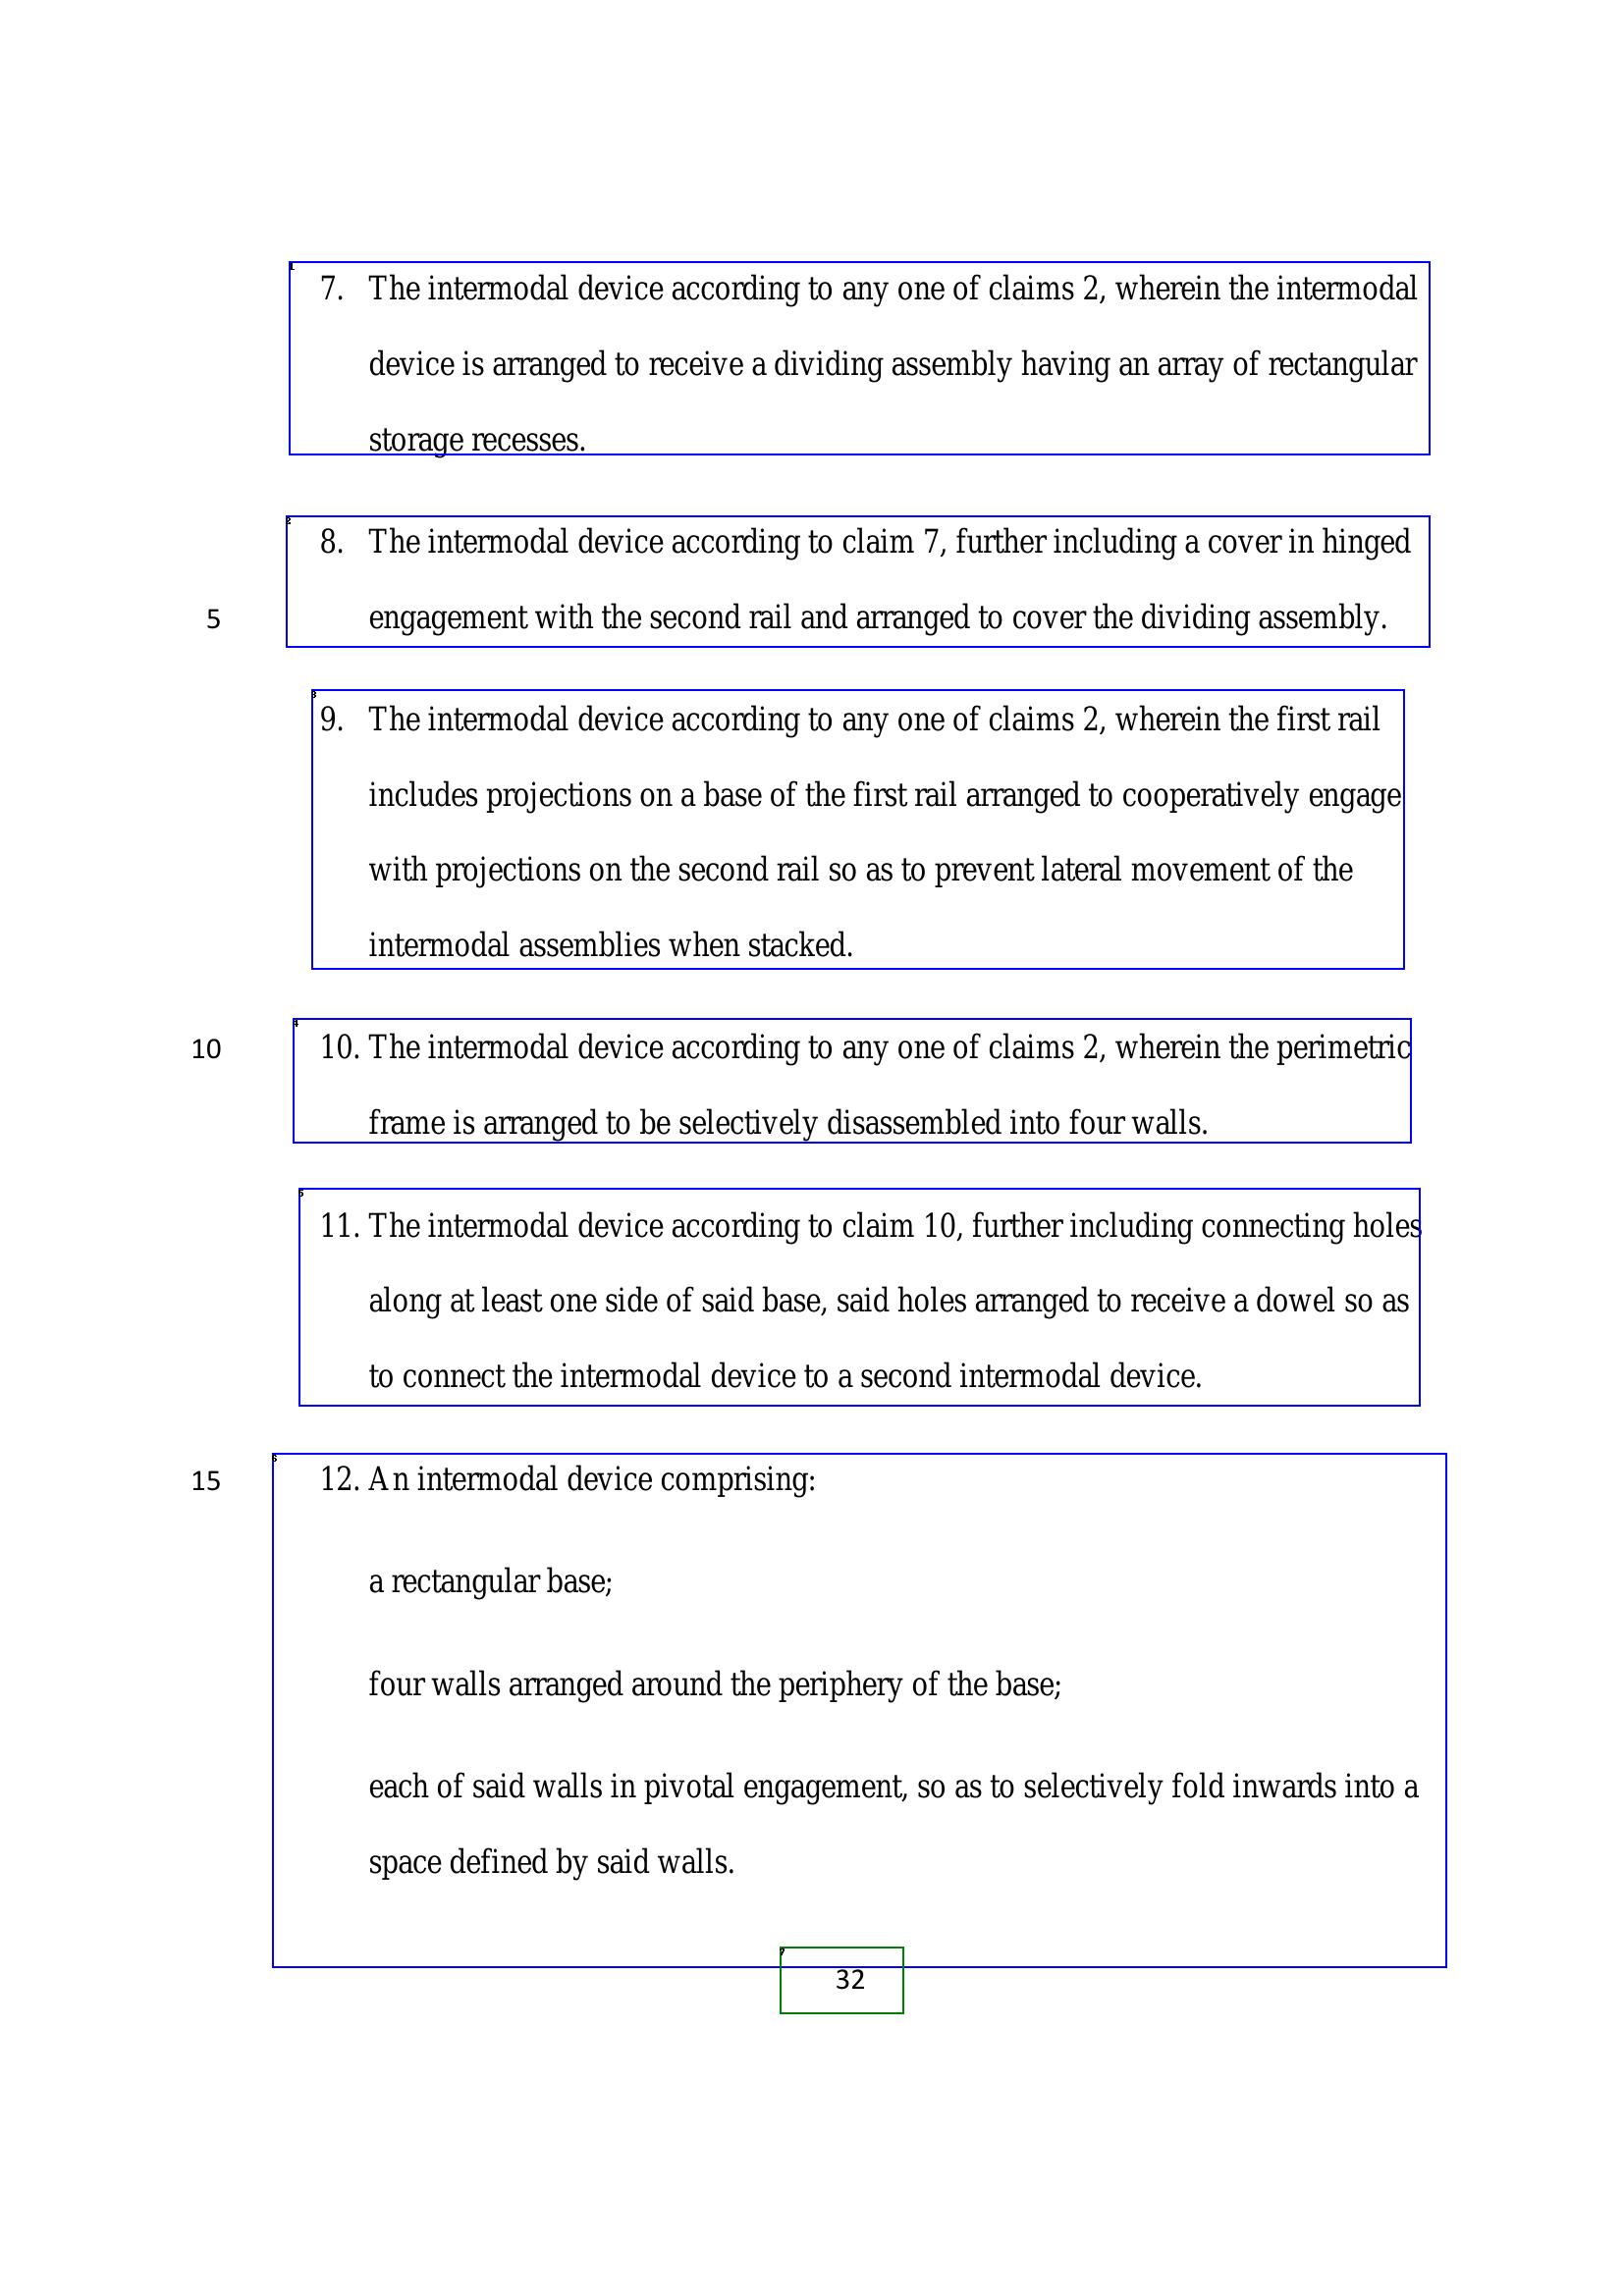 7. The intermodal device according to any one of claims 2, wherein the intermodal
device is arranged to receive a dividing assembly having an array of rectangular
storage recesses.
8. The intermodal device according to claim 7, further including a cover in hinged
5 engagement with the second rail and arranged to cover the dividing assembly.
9. The intermodal device according to any one of claims 2, wherein the first rail
includes projections on a base of the first rail arranged to cooperatively engage
with projections on the second rail so as to prevent lateral movement of the
intermodal assemblies when stacked.
10 10. The intermodal device according to any one of claims 2, wherein the perimetric
frame is arranged to be selectively disassembled into four walls.
11. The intermodal device according to claim 10, further including connecting holes
along at least one side of said base, said holes arranged to receive a dowel so as
to connect the intermodal device to a second intermodal device.
15 12. An intermodal device comprising:
a rectangular base;
four walls arranged around the periphery of the base;
each of said walls in pivotal engagement, so as to selectively fold inwards into a
space defined by said walls.
32